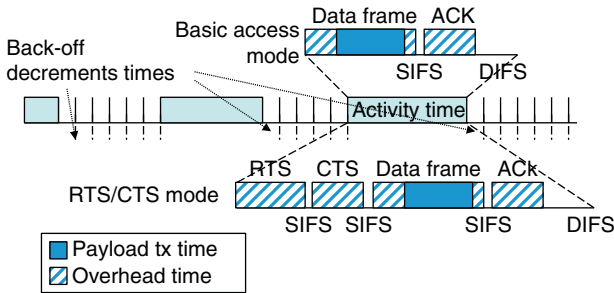 Basic access
mode
Data frame
ACK
SIFS
DIFS
Back-off
decrements times
Activity time
RTS/CTS mode
RTS
CTS
Data frame
ACk
SIFS
SIFS
SIFS
DIFS
Payload tx time
Overhead time